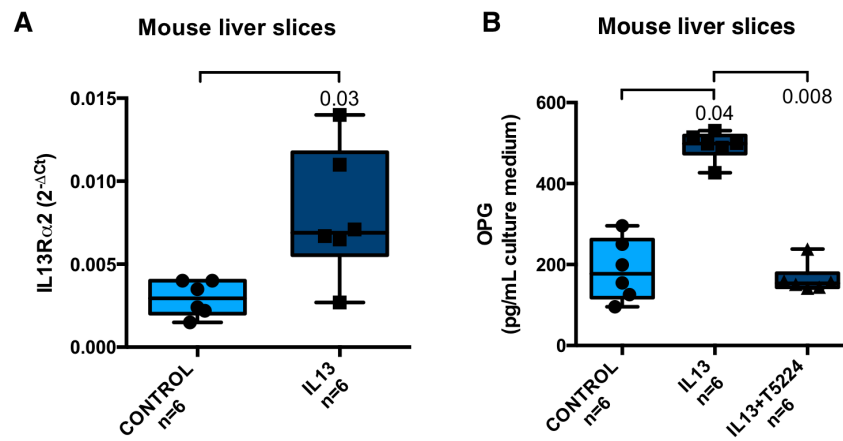 A
Mouse liver slices
0.03
0.015
0.010
0.005
0.000
IL13Rα2 (2-ΔCt)
CONTROL
n=6
IL13
n=6
B
Mouse liver slices
0.04
0.008
600
400
200
0
OPG
(pg/mL culture medium)
CONTROL
n=6
IL13
n=6
IL13+T5224
n=6